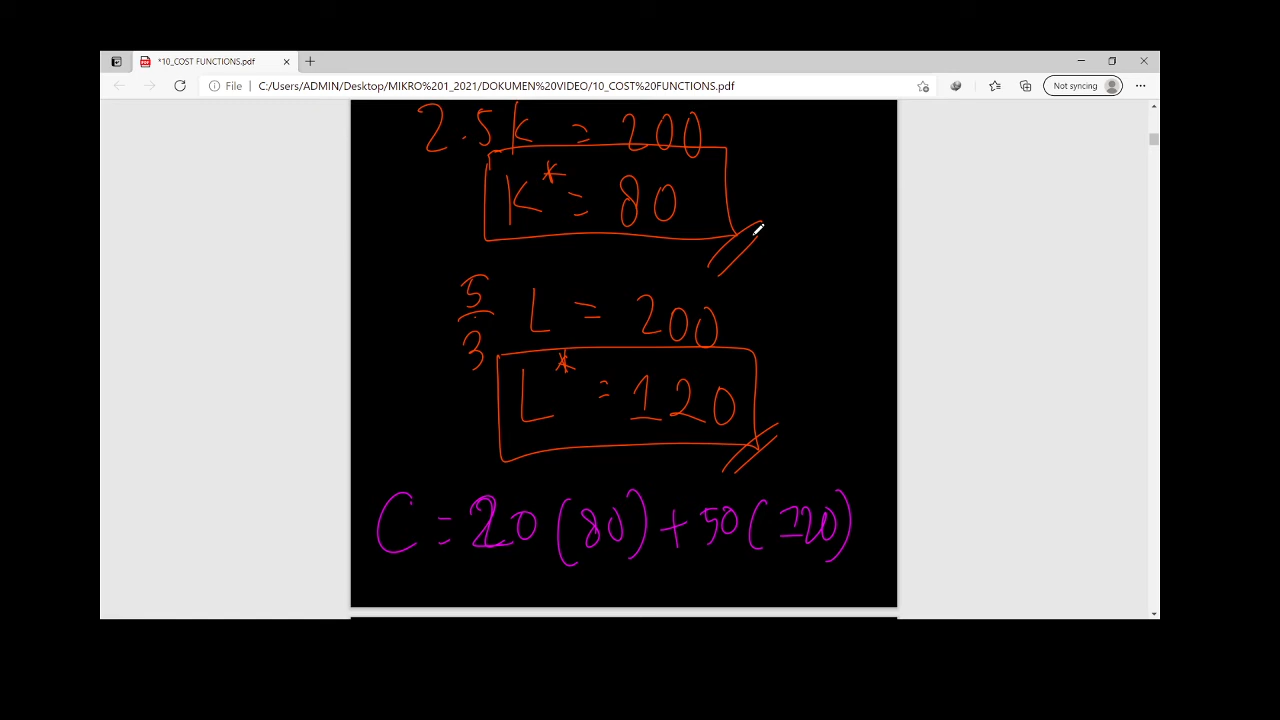 *10_COST FUNCTIONS.pdf
File C:/Users/ADMIN/Desktop/MIKRO%201_2021/DOKUMEN%20VIDEO/10_COST%20FUNCTIONS.pdf Not syncing
2.5K = 200
K* = 80
5/3 L = 200
L* = 120
C = 20(80) + 50(120)